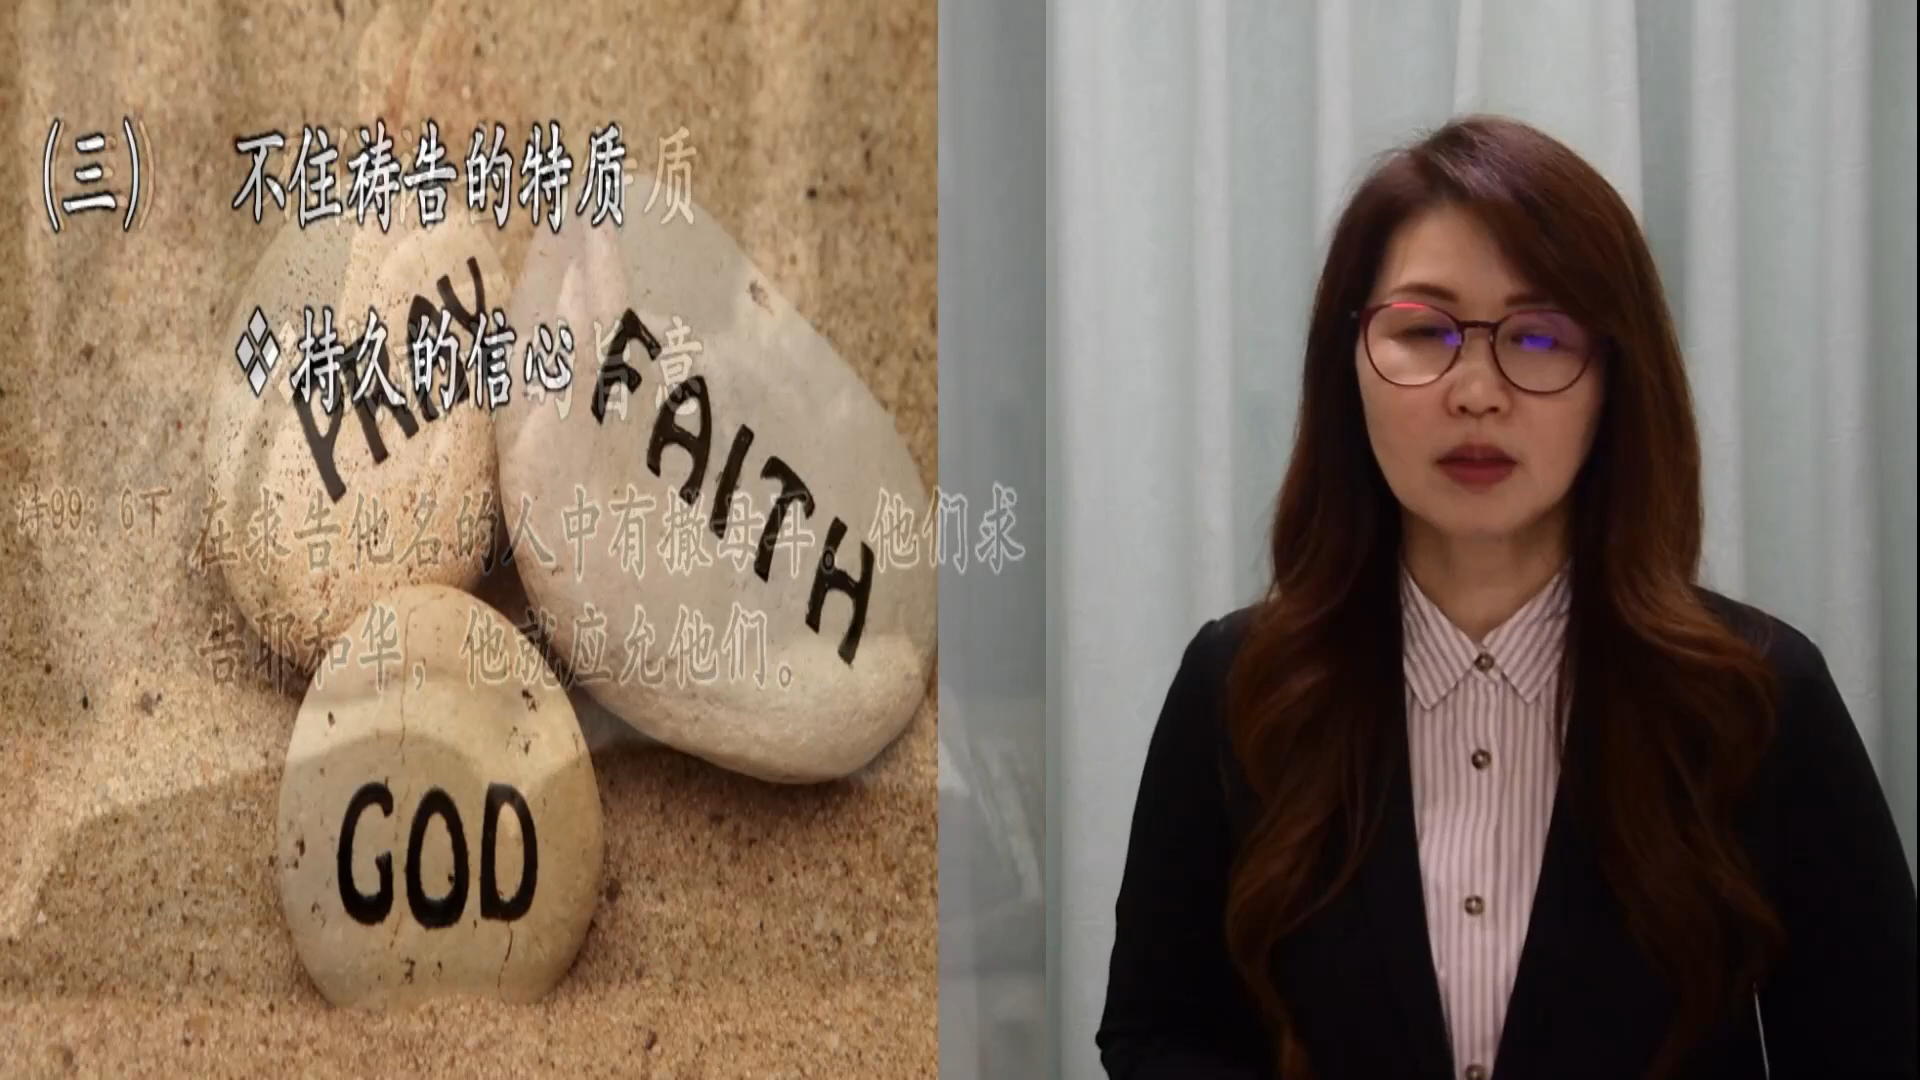 (三) 不住祷告的特质
❖持久的信心 旨意
PRAY
FAITH
诗99：6下 在求告他名的人中有撒母耳。他们求
告耶和华，他就应允他们。
GOD